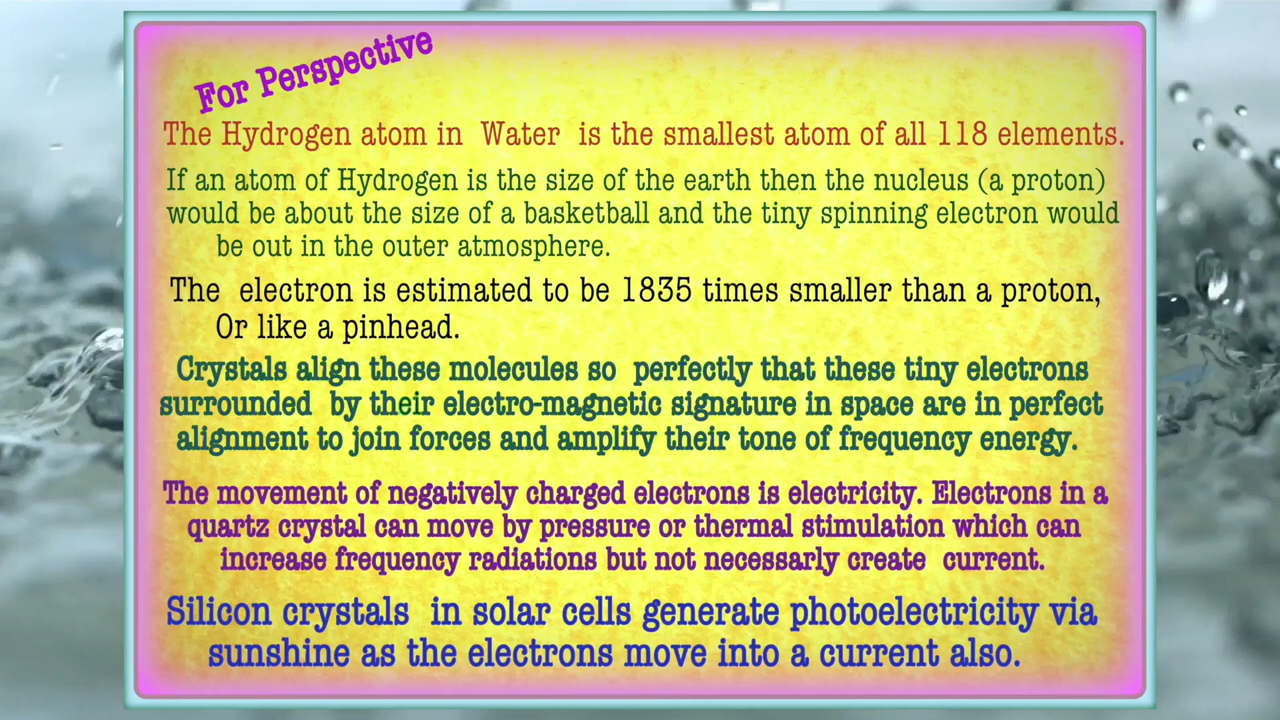 For Perspective
The Hydrogen atom in Water is the smallest atom of all 118 elements.
If an atom of Hydrogen is the size of the earth then the nucleus (a proton)
would be about the size of a basketball and the tiny spinning electron would
be out in the outer atmosphere.
The electron is estimated to be 1835 times smaller than a proton,
Or like a pinhead.
Crystals align these molecules so perfectly that these tiny electrons
surrounded by their electro-magnetic signature in space are in perfect
alignment to join forces and amplify their tone of frequency energy.
The movement of negatively charged electrons is electricity. Electrons in a
quartz crystal can move by pressure or thermal stimulation which can
increase frequency radiations but not necessarly create current.
Silicon crystals in solar cells generate photoelectricity via
sunshine as the electrons move into a current also.